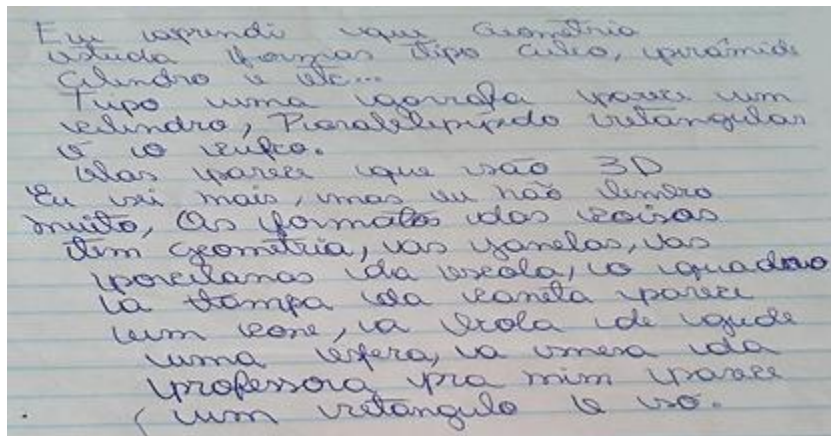 Eu aprendi que Geometria
estuda formas tipo cubo, pirâmide
Cilindro e etc...
Tupo uma garrafa parece um
cilindro, Paralelepípedo retangular
é o cubo.
Elas parece que são 3D
Eu sei mais, mas eu não lembro
muito, As formatos das coisas
tem geometria, as janelas, as
porcelanas da escola, o quadro
a tampa da caneta parece
um cone, a bola de gude
uma esfera, a mesa da
professora pra mim parece
um retangulo e só.